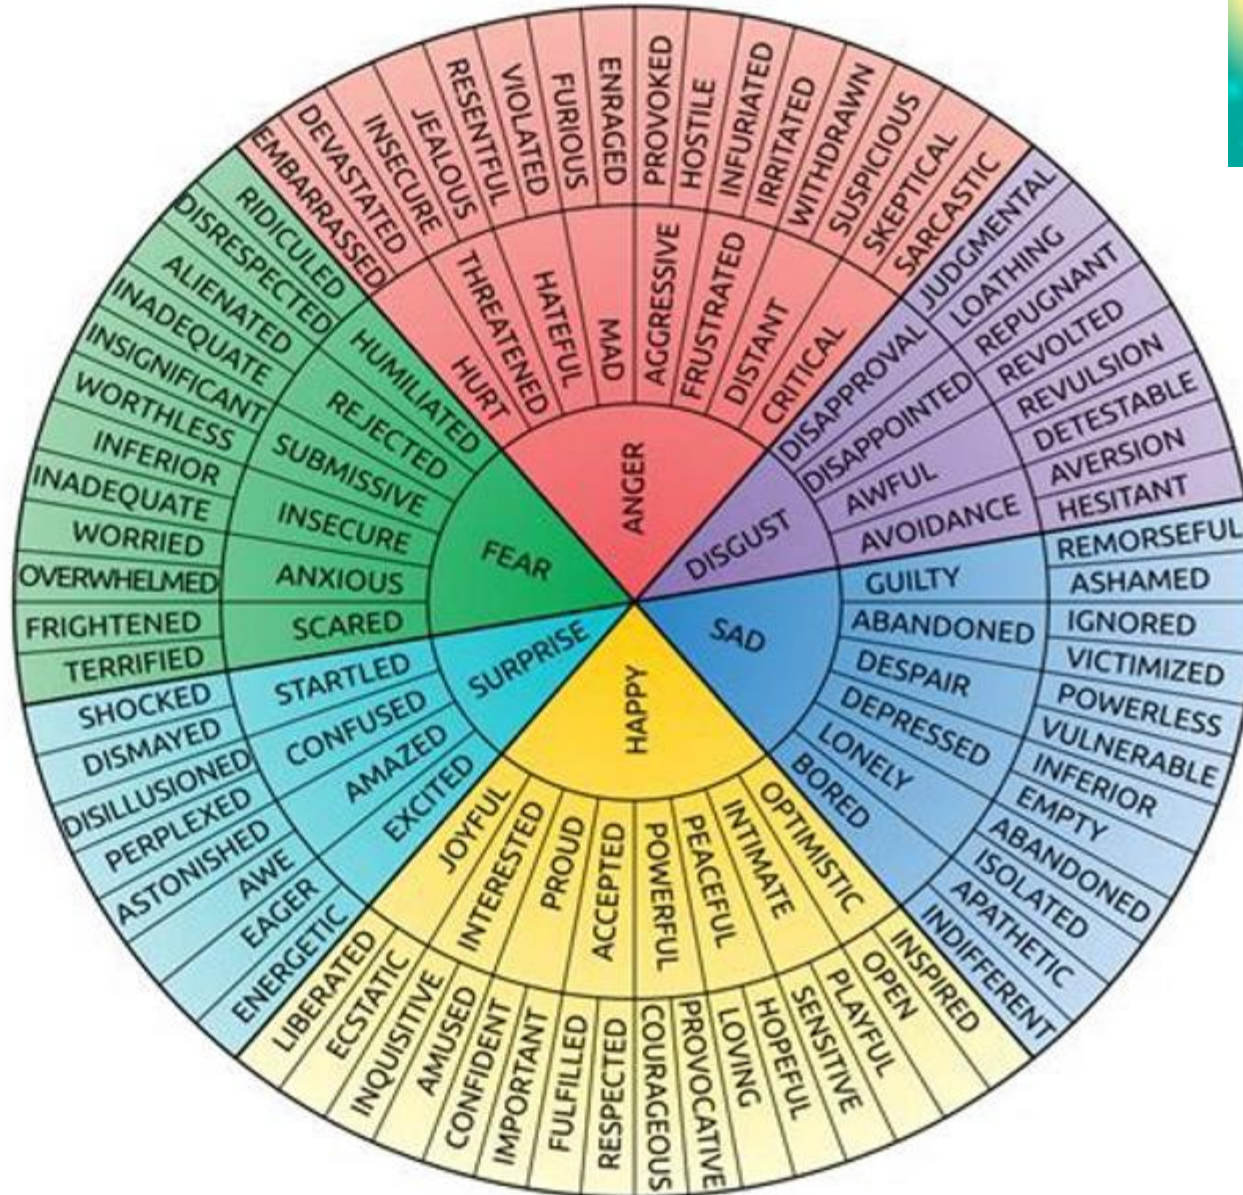 ANGER
HURT
THREATENED
HATEFUL
MAD
AGGRESSIVE
FRUSTRATED
DISTANT
CRITICAL
EMBARRASSED
DEVASTATED
INSECURE
JEALOUS
RESENTFUL
VIOLATED
FURIOUS
ENRAGED
PROVOKED
HOSTILE
INFURIATED
IRRITATED
WITHDRAWN
SUSPICIOUS
SKEPTICAL
SARCASTIC
DISGUST
DISAPPROVAL
DISAPPOINTED
AWFUL
AVOIDANCE
JUDGMENTAL
LOATHING
REPUGNANT
REVOLTED
REVULSION
DETESTABLE
AVERSION
HESITANT
SAD
GUILTY
ABANDONED
DESPAIR
DEPRESSED
LONELY
BORED
REMORSEFUL
ASHAMED
IGNORED
VICTIMIZED
POWERLESS
VULNERABLE
INFERIOR
EMPTY
ABANDONED
ISOLATED
APATHETIC
INDIFFERENT
HAPPY
OPTIMISTIC
INTIMATE
PEACEFUL
POWERFUL
ACCEPTED
PROUD
INTERESTED
JOYFUL
INSPIRED
OPEN
PLAYFUL
SENSITIVE
HOPEFUL
LOVING
PROVOCATIVE
COURAGEOUS
RESPECTED
FULFILLED
IMPORTANT
CONFIDENT
AMUSED
INQUISITIVE
ECSTATIC
LIBERATED
SURPRISE
EXCITED
AMAZED
CONFUSED
STARTLED
ENERGETIC
EAGER
AWE
ASTONISHED
PERPLEXED
DISILLUSIONED
DISMAYED
SHOCKED
FEAR
SCARED
ANXIOUS
INSECURE
SUBMISSIVE
REJECTED
HUMILIATED
TERRIFIED
FRIGHTENED
OVERWHELMED
WORRIED
INADEQUATE
INFERIOR
WORTHLESS
INSIGNIFICANT
INADEQUATE
ALIENATED
DISRESPECTED
RIDICULED